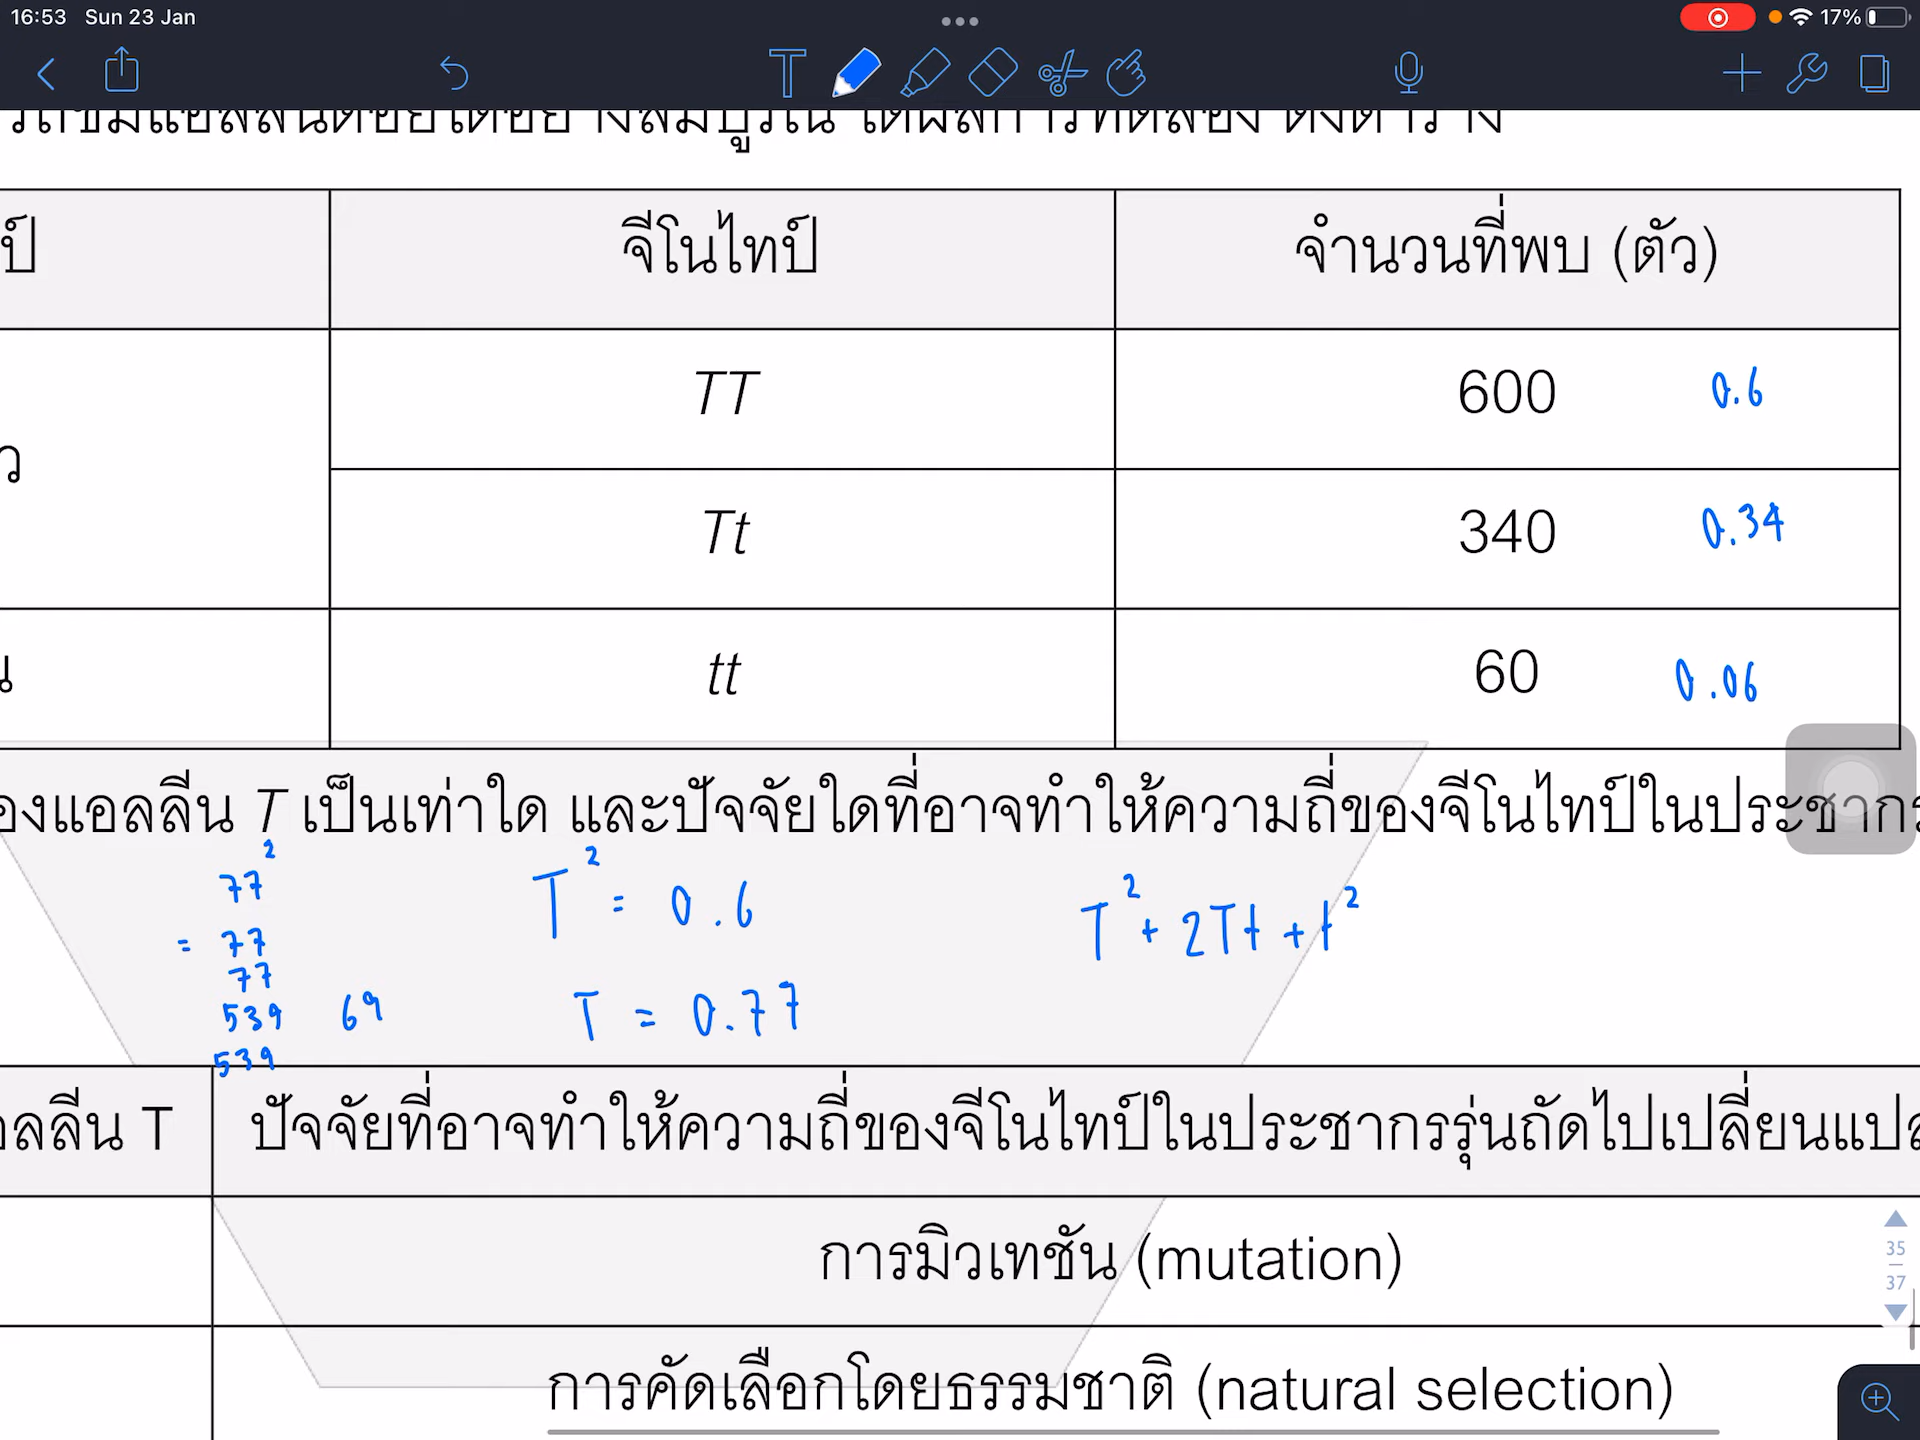 16:53 Sun 23 Jan
17%
จีโนไทป์ จำนวนที่พบ (ตัว)
TT 600 0.6
Tt 340 0.34
tt 60 0.06
องแอลลีน T เป็นเท่าใด และปัจจัยใดที่อาจทำให้ความถี่ของจีโนไทป์ในประชากร
77²
= 77
77
539 69
539
T² = 0.6
T = 0.77
T² + 2Tt + t²
อลลีน T ปัจจัยที่อาจทำให้ความถี่ของจีโนไทป์ในประชากรรุ่นถัดไปเปลี่ยนแปล
การมิวเทชัน (mutation)
35
37
การคัดเลือกโดยธรรมชาติ (natural selection)